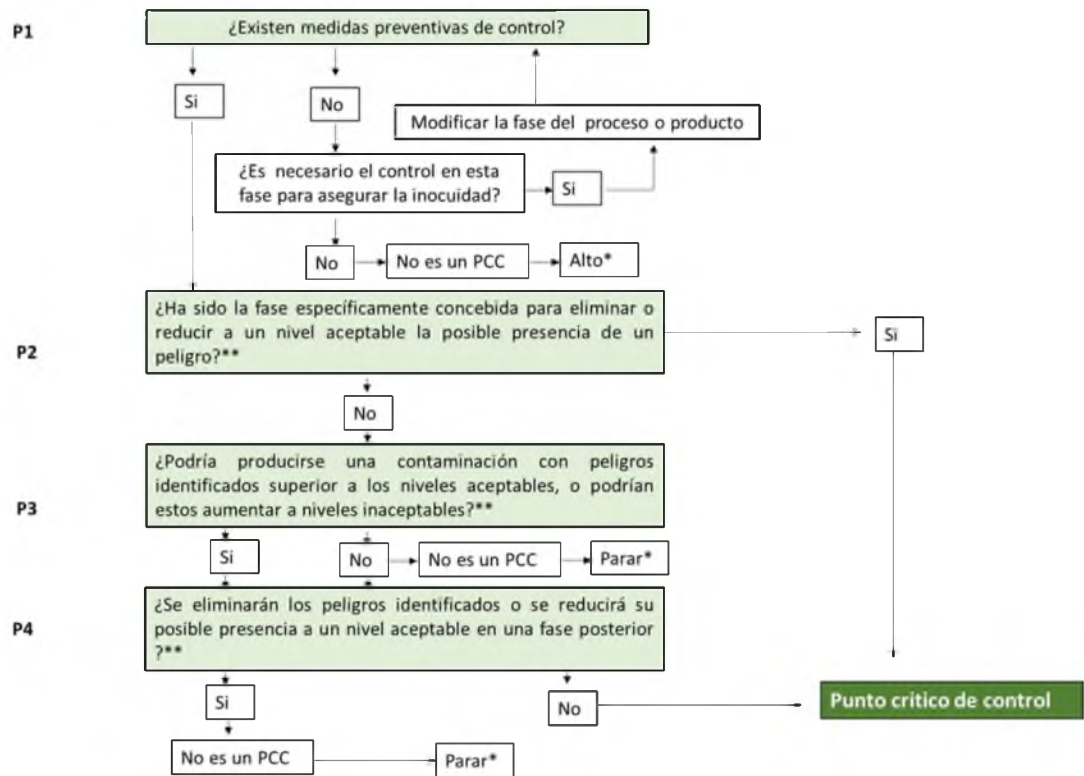 P1
¿Existen medidas preventivas de control?
Si
No
Modificar la fase del proceso o producto
¿Es necesario el control en esta
fase para asegurar la inocuidad?
Si
No
No es un PCC
Alto*
P2
¿Ha sido la fase específicamente concebida para eliminar o
reducir a un nivel aceptable la posible presencia de un
peligro?**
Si
No
P3
¿Podría producirse una contaminación con peligros
identificados superior a los niveles aceptables, o podrían
estos aumentar a niveles inaceptables?**
Si
No
No es un PCC
Parar*
P4
¿Se eliminarán los peligros identificados o se reducirá su
posible presencia a un nivel aceptable en una fase posterior
?**
Si
No
Punto critico de control
No es un PCC
Parar*